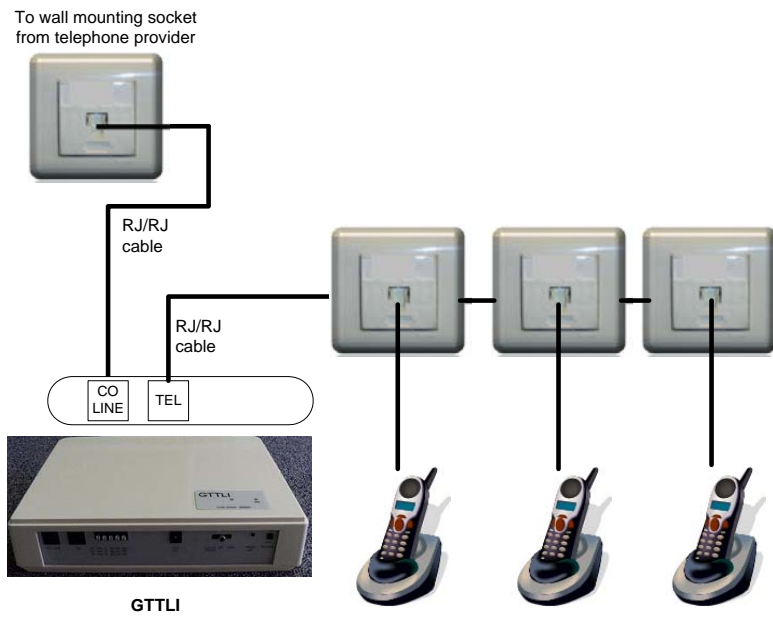 To wall mounting socket
from telephone provider
RJ/RJ
cable
RJ/RJ
cable
CO
LINE
TEL
GTTLI
GTTLI